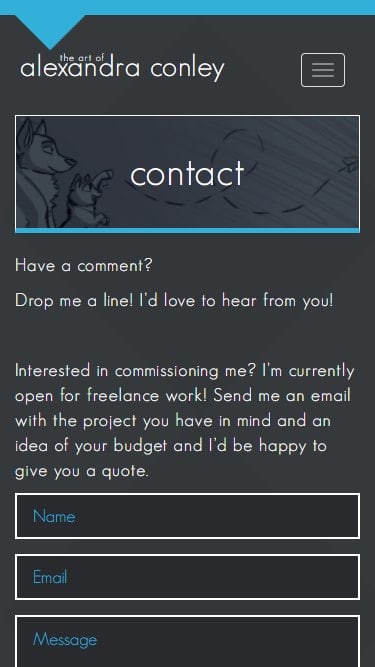 the art of
alexandra conley
contact
Have a comment?
Drop me a line! I'd love to hear from you!
Interested in commissioning me? I'm currently
open for freelance work! Send me an email
with the project you have in mind and an
idea of your budget and I'd be happy to
give you a quote.
Name
Email
Message